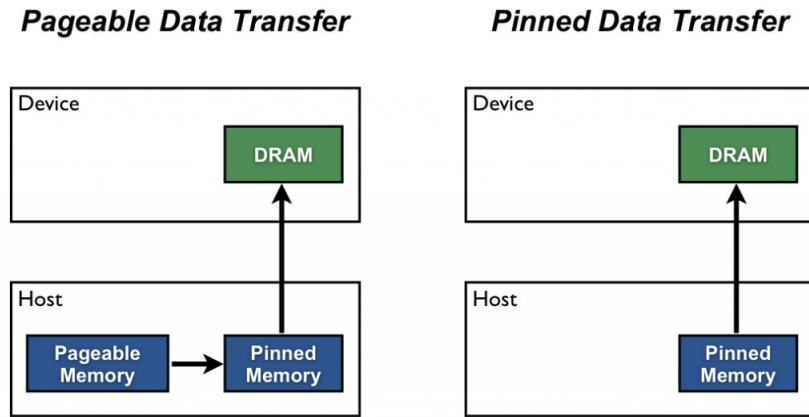 Pageable Data Transfer
Pinned Data Transfer
Device
DRAM
Device
DRAM
Host
Pageable
Memory
Pinned
Memory
Host
Pinned
Memory